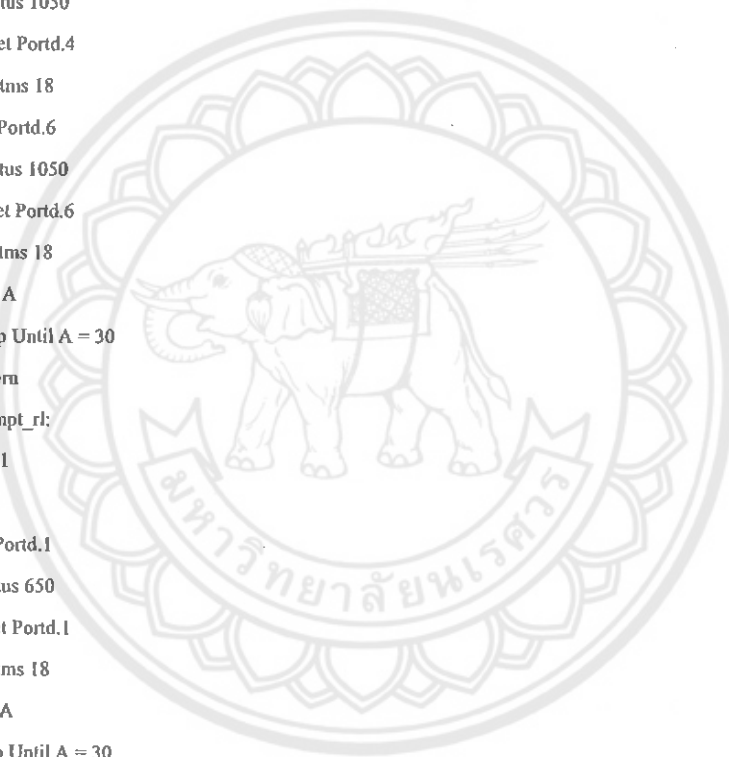 tus 1050
et Portd.4
tms 18
Portd.6
tus 1050
et Portd.6
tms 18
A
p Until A = 30
rn
mpt_rl:
1
Portd.1
tus 650
et Portd.1
ms 18
A
p Until A = 30
มหาวิทยาลัยนเรศวร